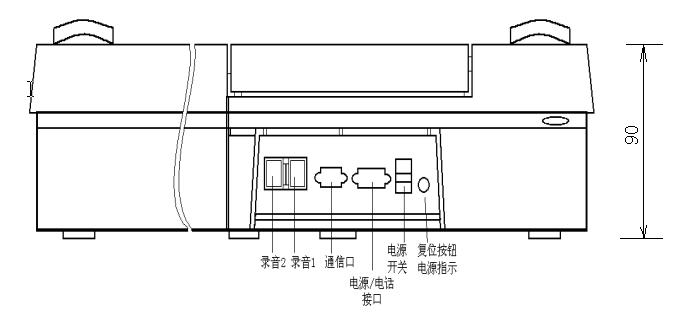 90
录音2 录音1 通信口
电源
开关
复位按钮
电源指示
电源/电话
接口